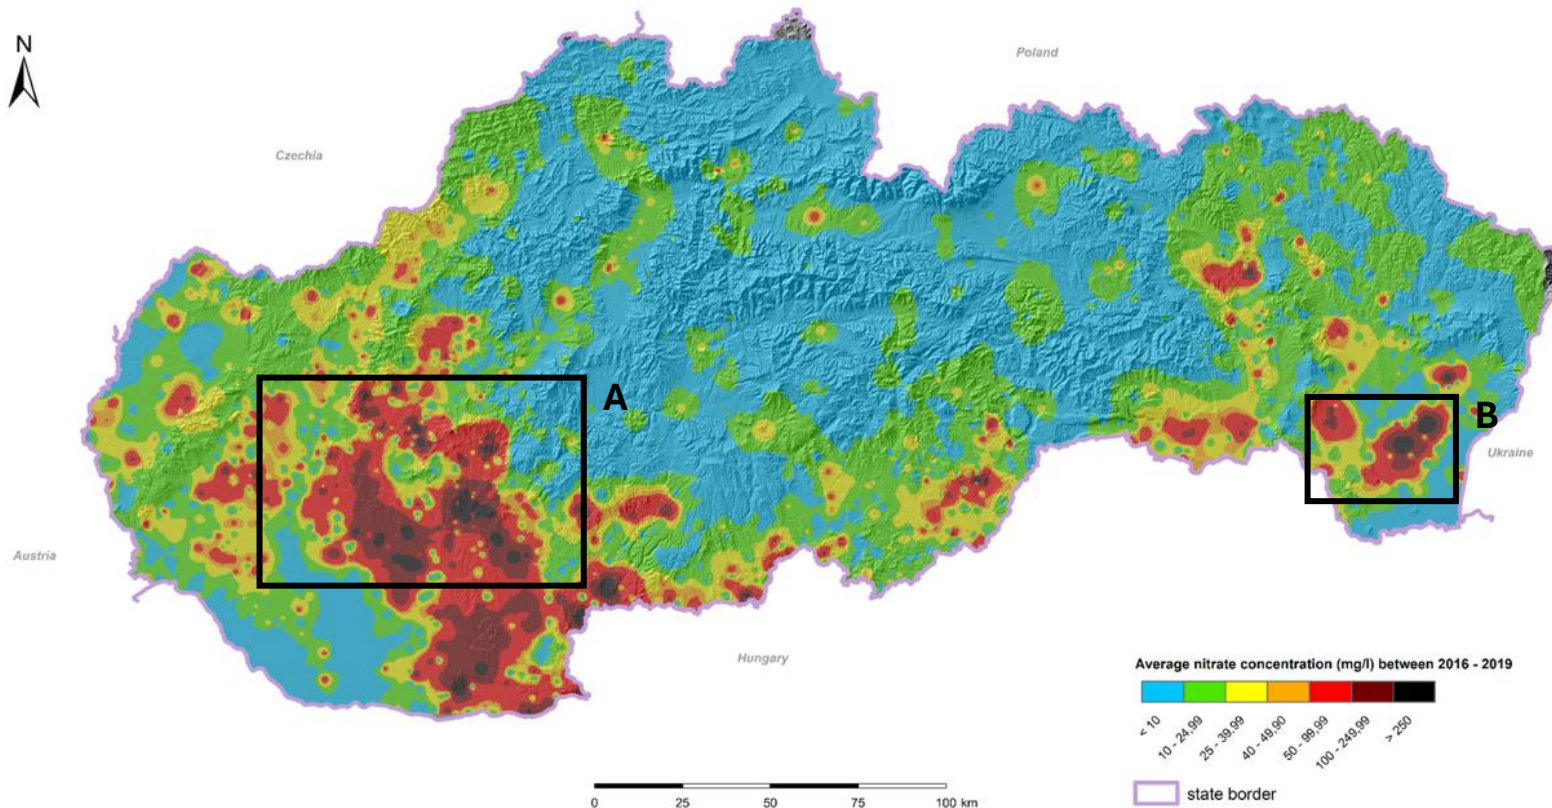 N
Poland
Czechia
A
B
Ukraine
Austria
Hungary
Average nitrate concentration (mg/l) between 2016 - 2019
< 10
10 - 24,99
25 - 39,99
40 - 49,90
50 - 99,99
100 - 249,99
> 250
0 25 50 75 100 km
state border